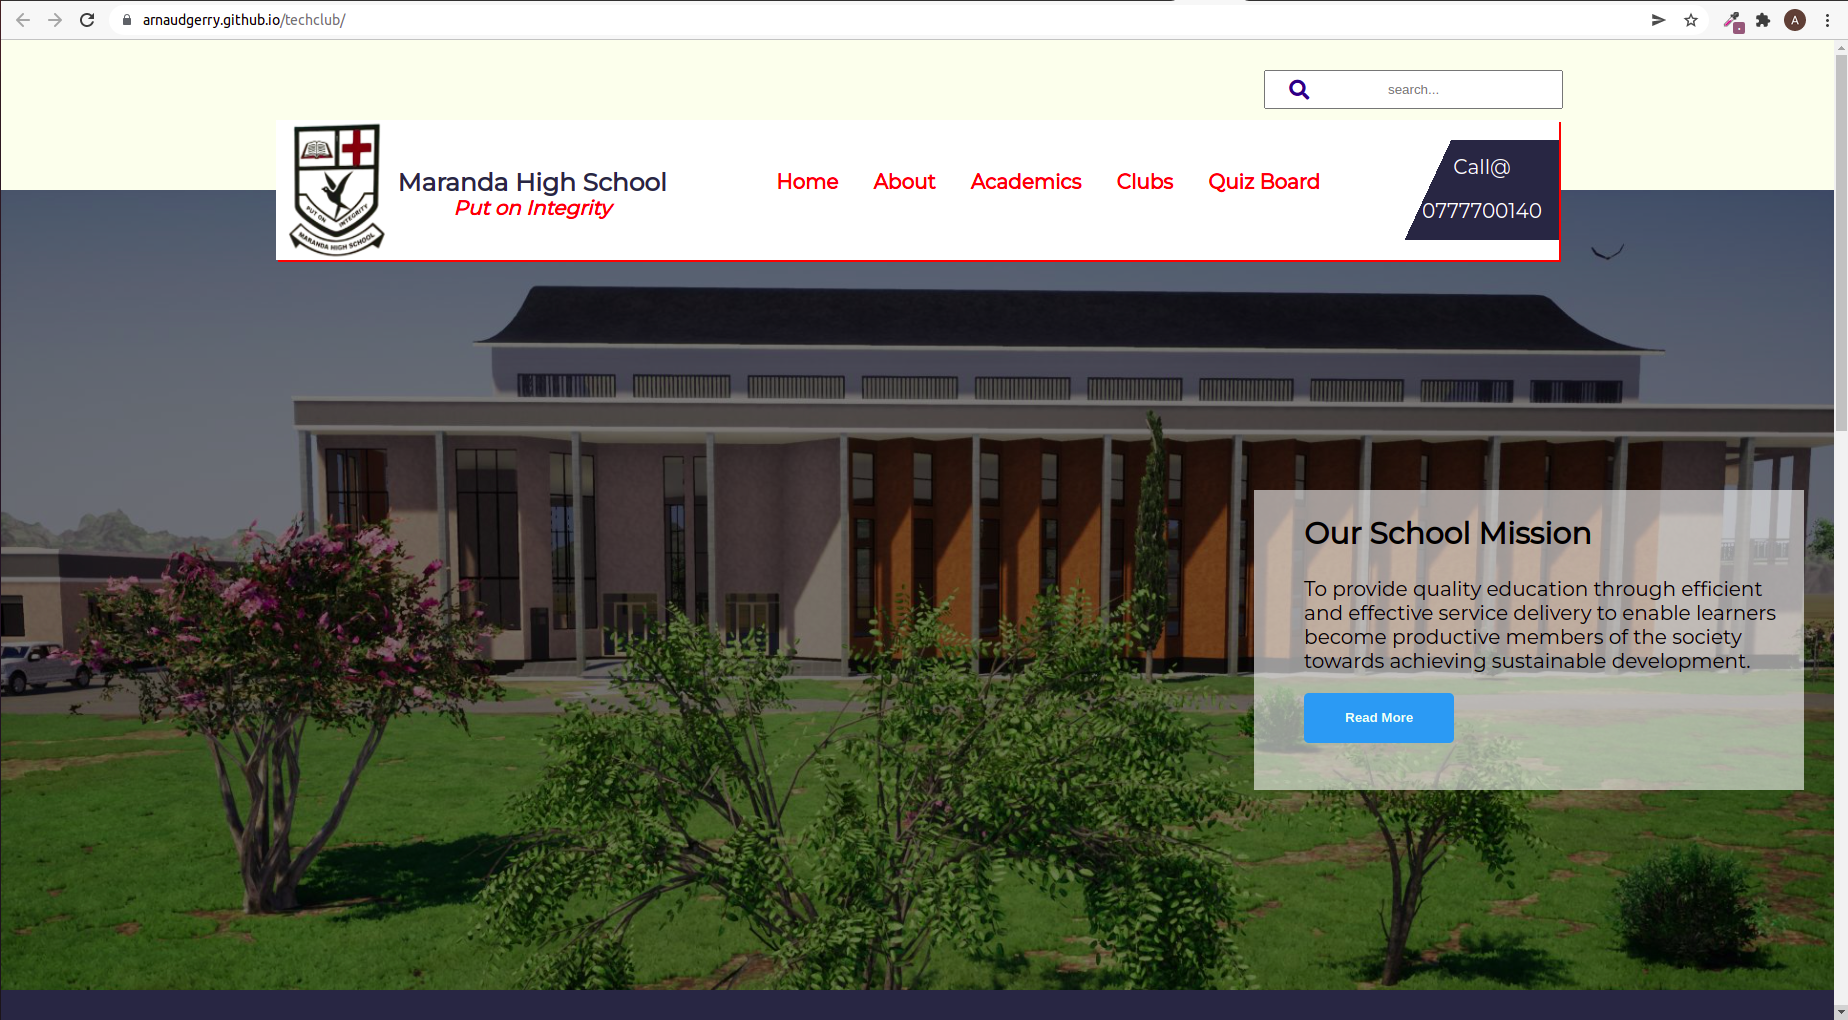 arnaudgerry.github.io/techclub/
A
search...
PUT ON INTEGRITY
MARANDA HIGH SCHOOL
Maranda High School
Put on Integrity
Home About Academics Clubs Quiz Board
Call@
0777700140
Our School Mission
To provide quality education through efficient
and effective service delivery to enable learners
become productive members of the society
towards achieving sustainable development.
Read More